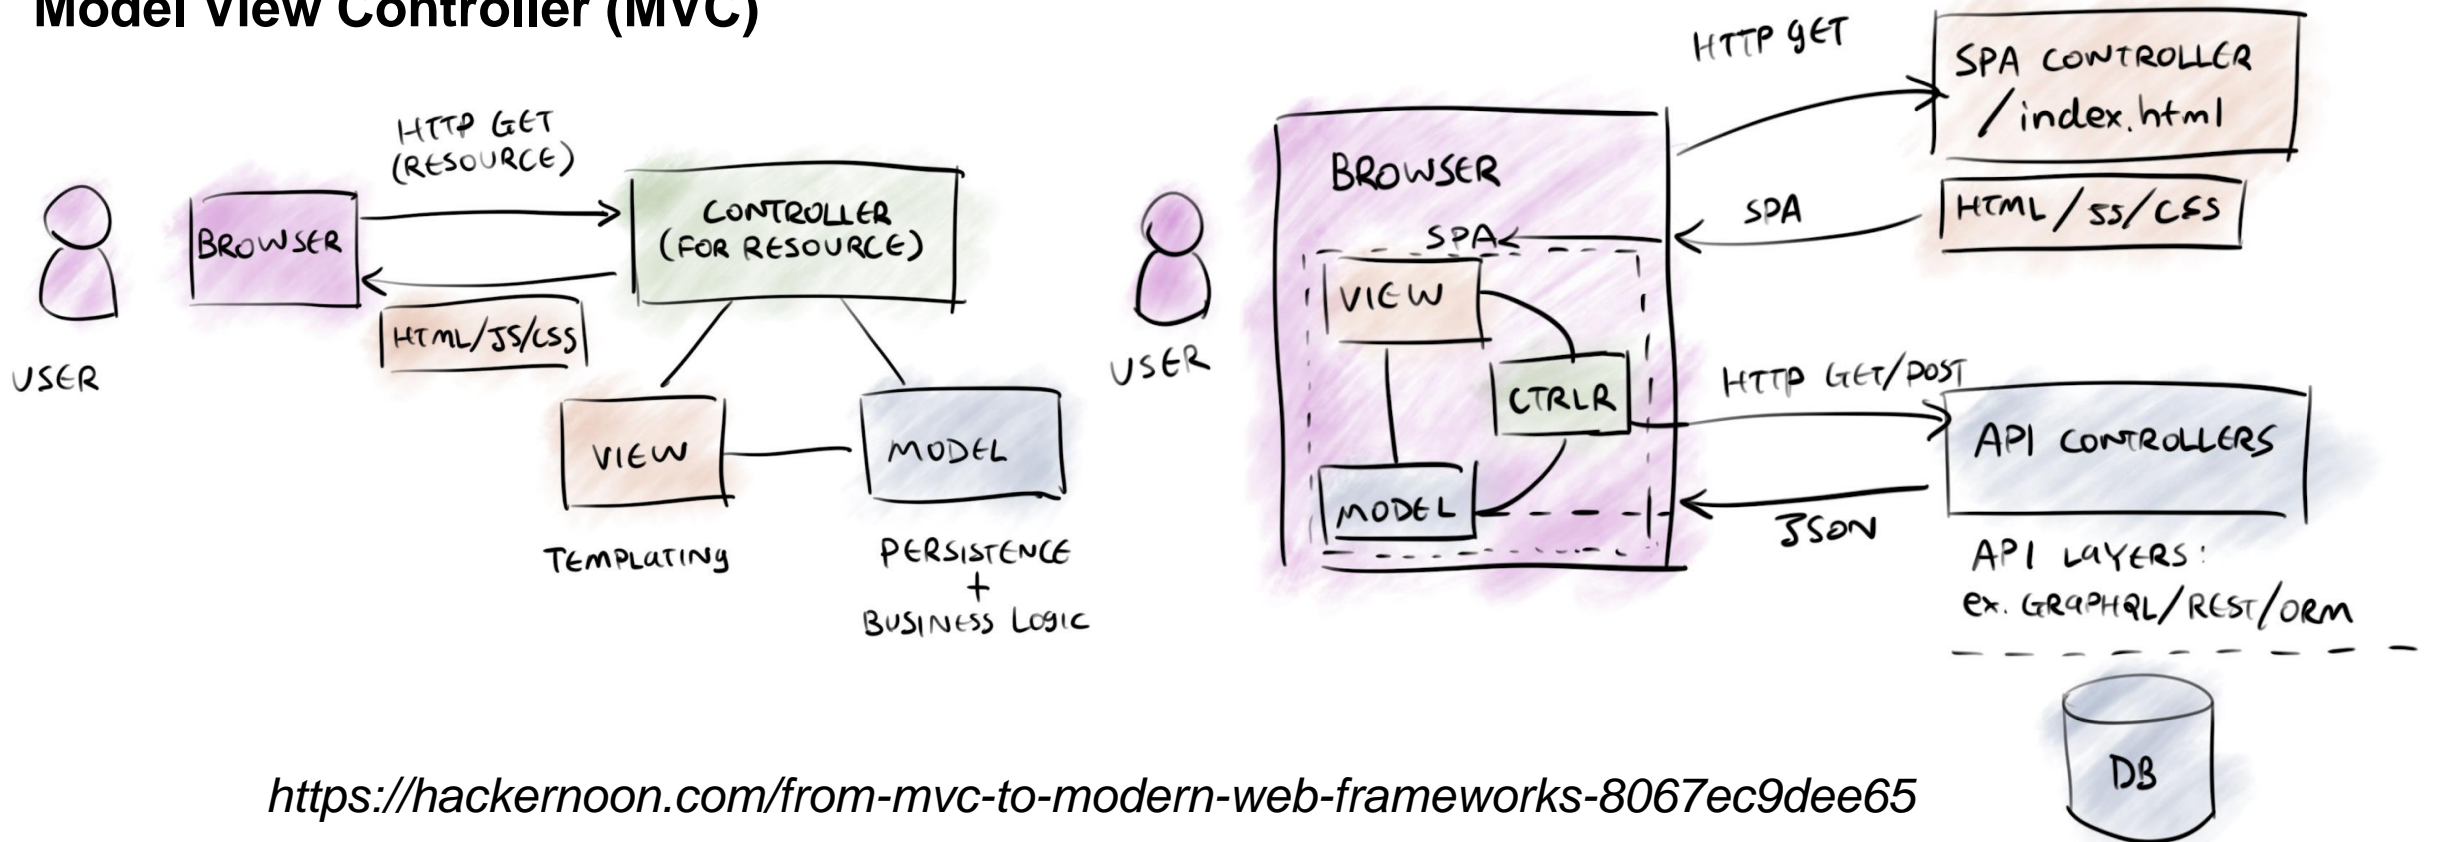 Model View Controller (MVC)
HTTP GET
(RESOURCE)
BROWSER
CONTROLLER
(FOR RESOURCE)
HTML/JS/CSS
USER
VIEW
MODEL
TEMPLATING
PERSISTENCE
+
BUSINESS LOGIC
HTTP GET
SPA CONTROLLER
/index.html
BROWSER
SPA
HTML/JS/CSS
SPA
VIEW
USER
CTRLR
HTTP GET/POST
API CONTROLLERS
MODEL
JSON
API LAYERS:
ex. GRAPHQL/REST/ORM
DB
https://hackernoon.com/from-mvc-to-modern-web-frameworks-8067ec9dee65